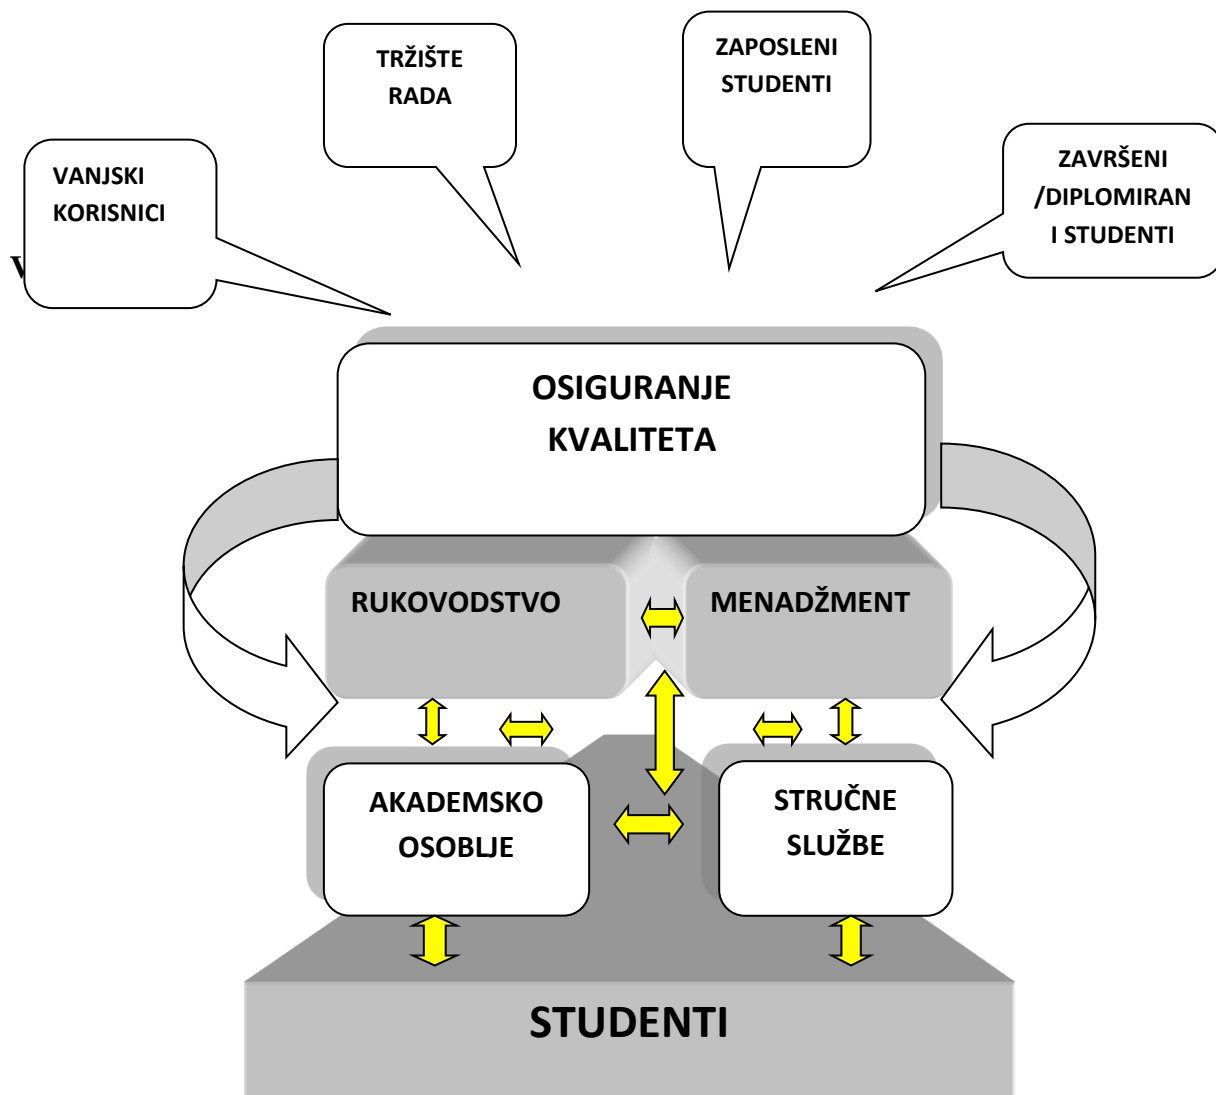 TRŽIŠTE
RADA
ZAPOSLENI
STUDENTI
VANJSKI
KORISNICI
ZAVRŠENI
/DIPLOMIRAN
I STUDENTI
OSIGURANJE
KVALITETA
RUKOVODSTVO
MENADŽMENT
AKADEMSKO
OSOBLJE
STRUČNE
SLUŽBE
STUDENTI